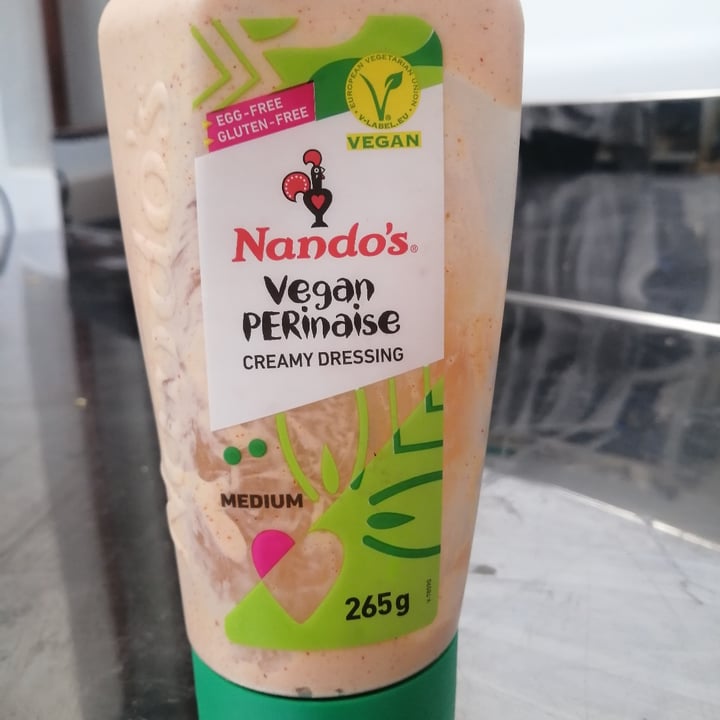 EGG-FREE
GLUTEN-FREE
EUROPEAN VEGETARIAN UNION
V-LABEL.EU
VEGAN
Nando's®
Vegan
PERinaise
CREAMY DRESSING
MEDIUM
265g